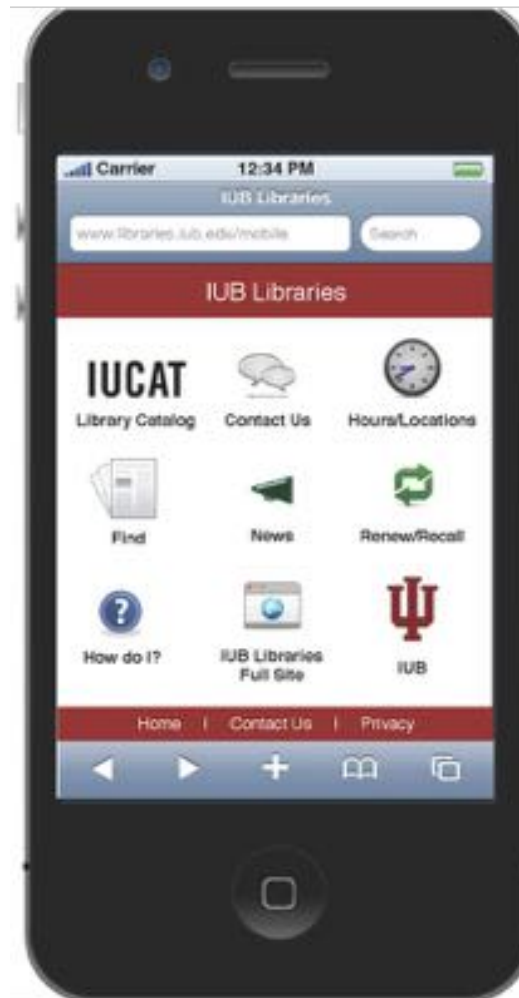 Carrier 12:34 PM
IUB Libraries
www.libraries.iub.edu/mobile Search
IUB Libraries
IUCAT
Library Catalog Contact Us Hours/Locations
Find News Renew/Recall
?
How do I? IUB Libraries
Full Site IUB
Home | Contact Us | Privacy